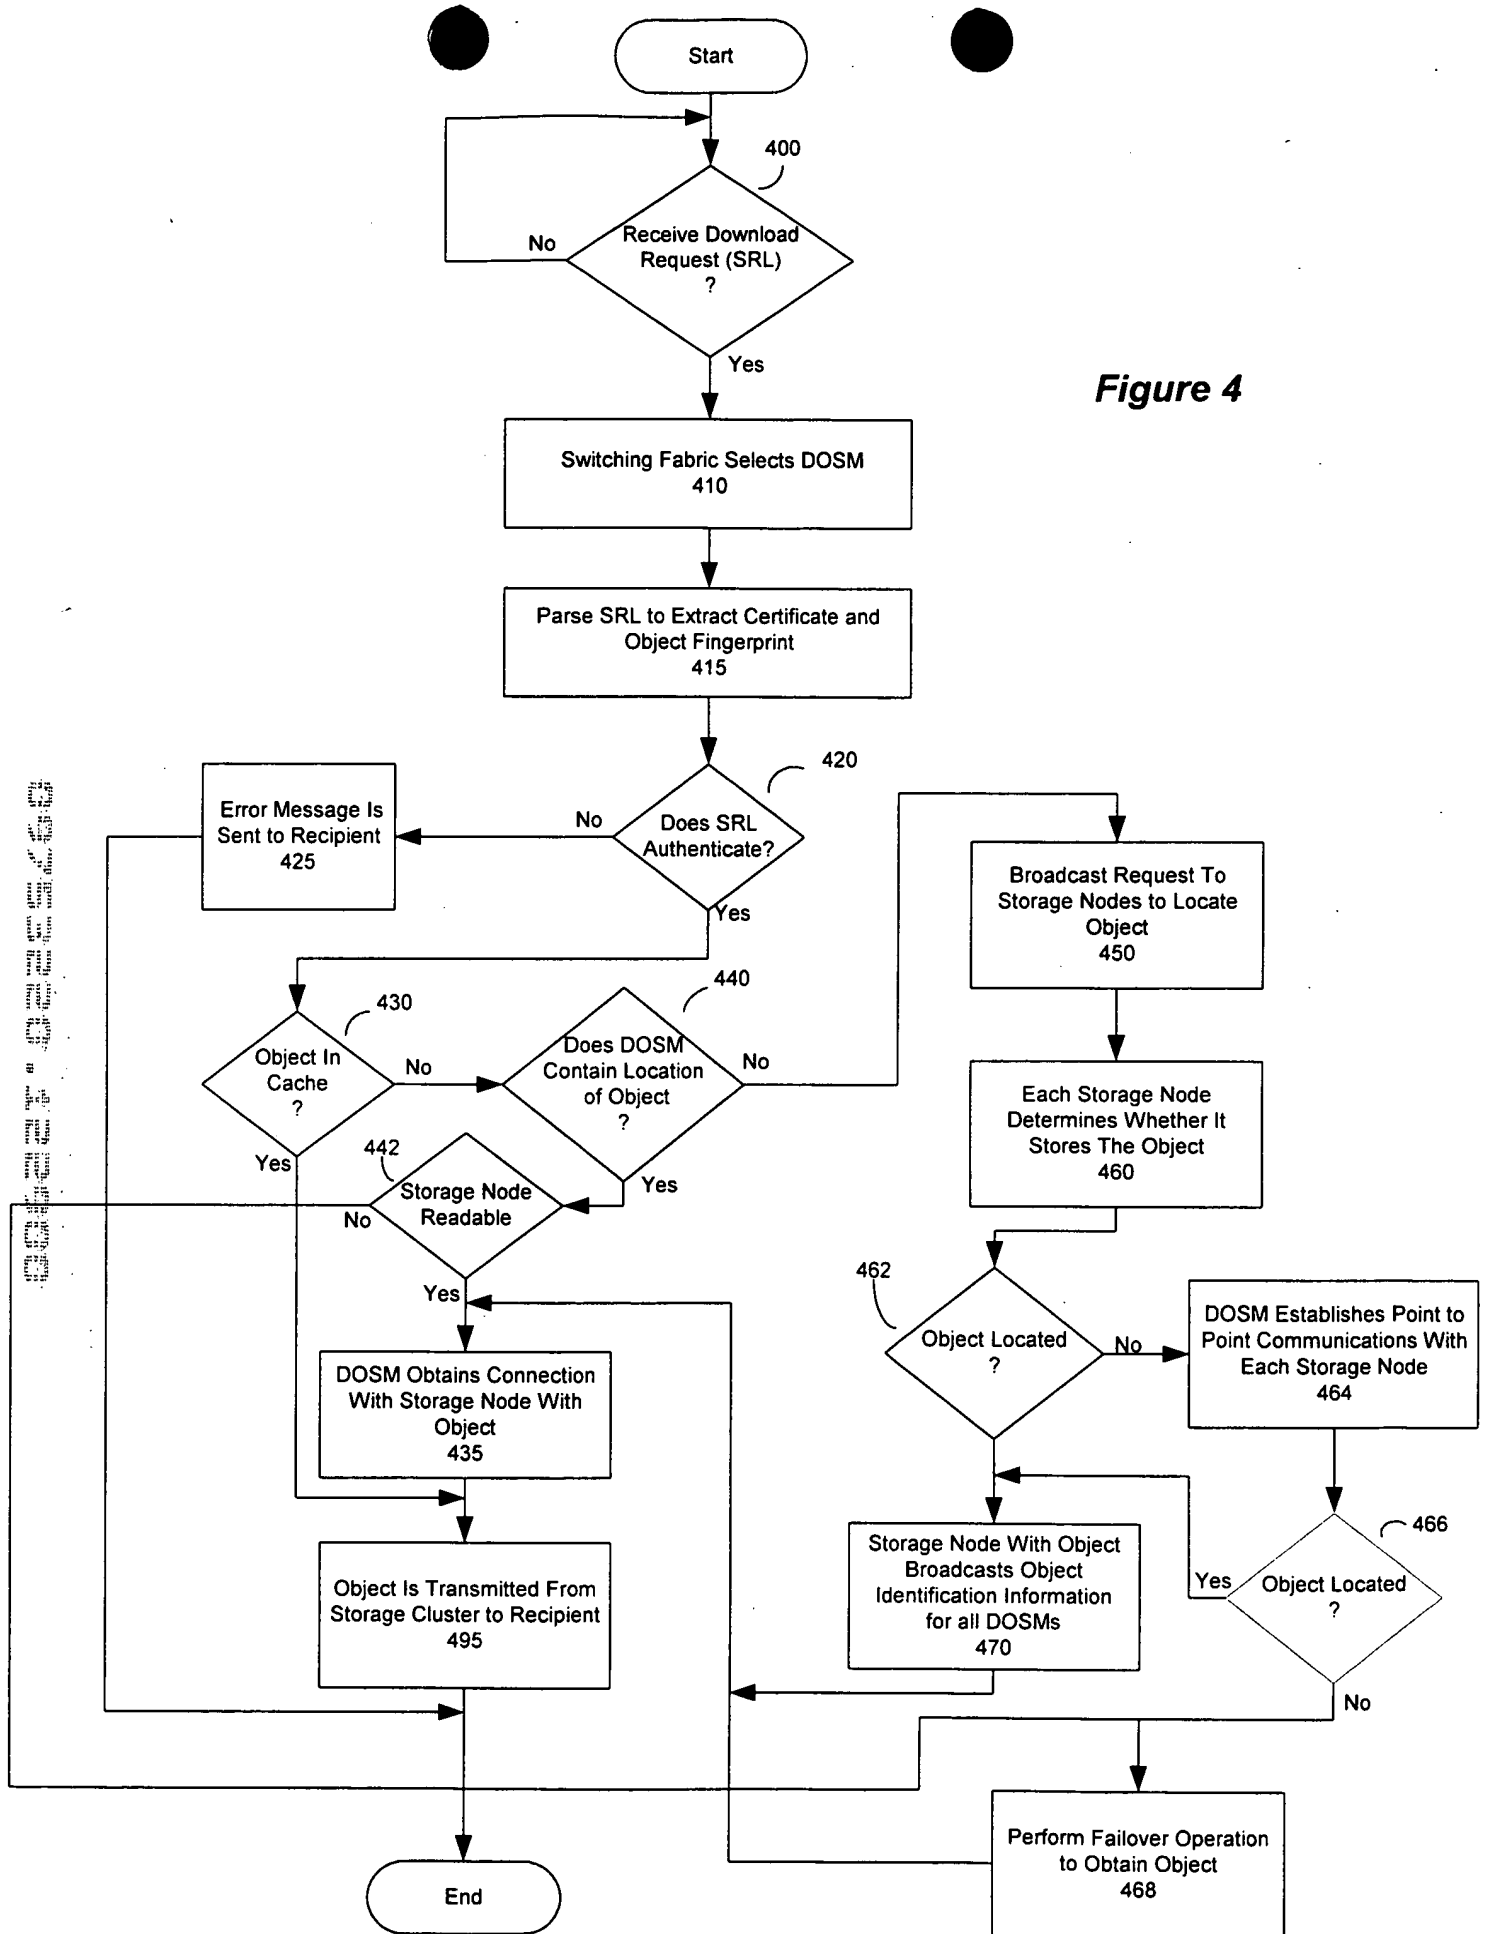 Start
400
Receive Download
Request (SRL)
?
No
Yes
Figure 4
Switching Fabric Selects DOSM
410
Parse SRL to Extract Certificate and
Object Fingerprint
415
420
Does SRL
Authenticate?
No
Yes
Error Message Is
Sent to Recipient
425
Broadcast Request To
Storage Nodes to Locate
Object
450
430
Object In
Cache
?
No
Yes
440
Does DOSM
Contain Location
of Object
?
No
Yes
Each Storage Node
Determines Whether It
Stores The Object
460
442
Storage Node
Readable
No
Yes
462
Object Located
?
No
DOSM Establishes Point to
Point Communications With
Each Storage Node
464
DOSM Obtains Connection
With Storage Node With
Object
435
466
Object Located
?
Yes
No
Storage Node With Object
Broadcasts Object
Identification Information
for all DOSMs
470
Object Is Transmitted From
Storage Cluster to Recipient
495
Perform Failover Operation
to Obtain Object
468
End